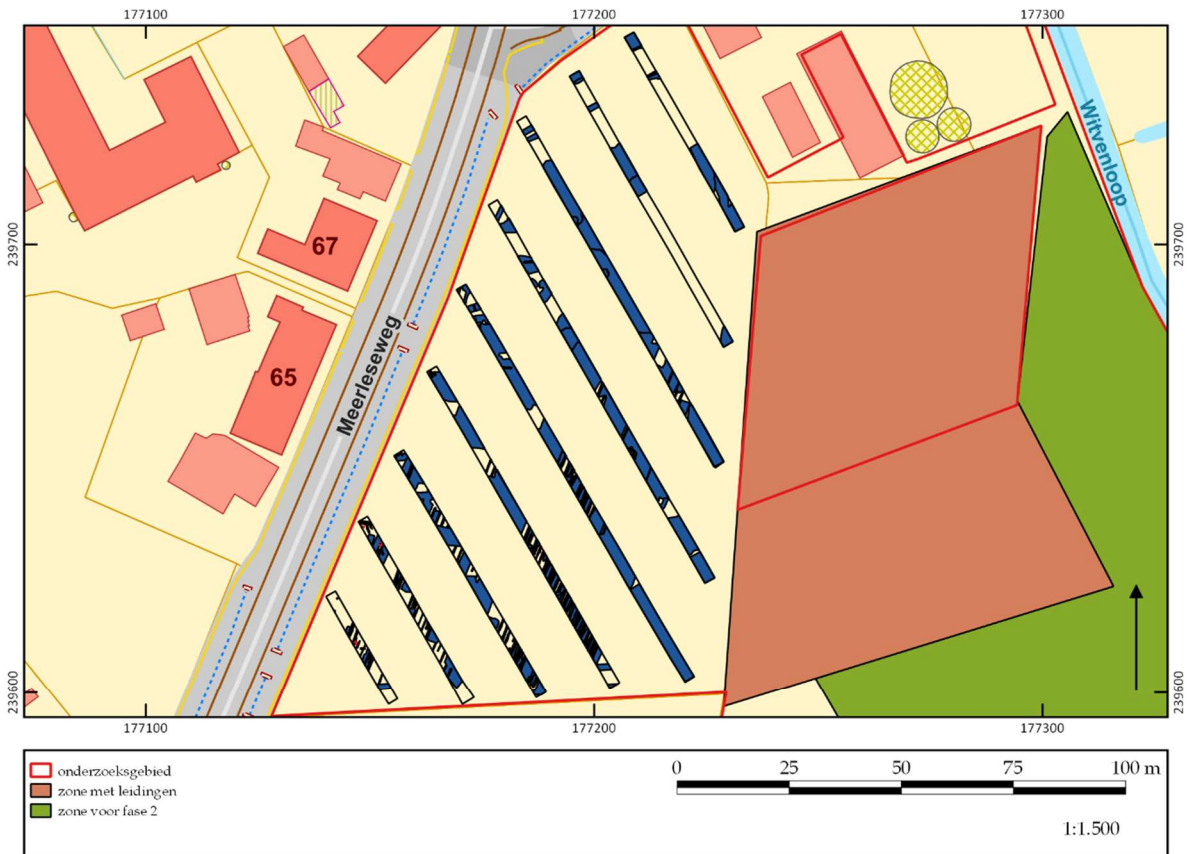 177100 177200 177300
Witvenloop
239700 239700
67
Meerleseweg
65
239600 239600
177100 177200 177300
onderzoeksgebied
zone met leidingen
zone voor fase 2
0 25 50 75 100 m
1:1.500